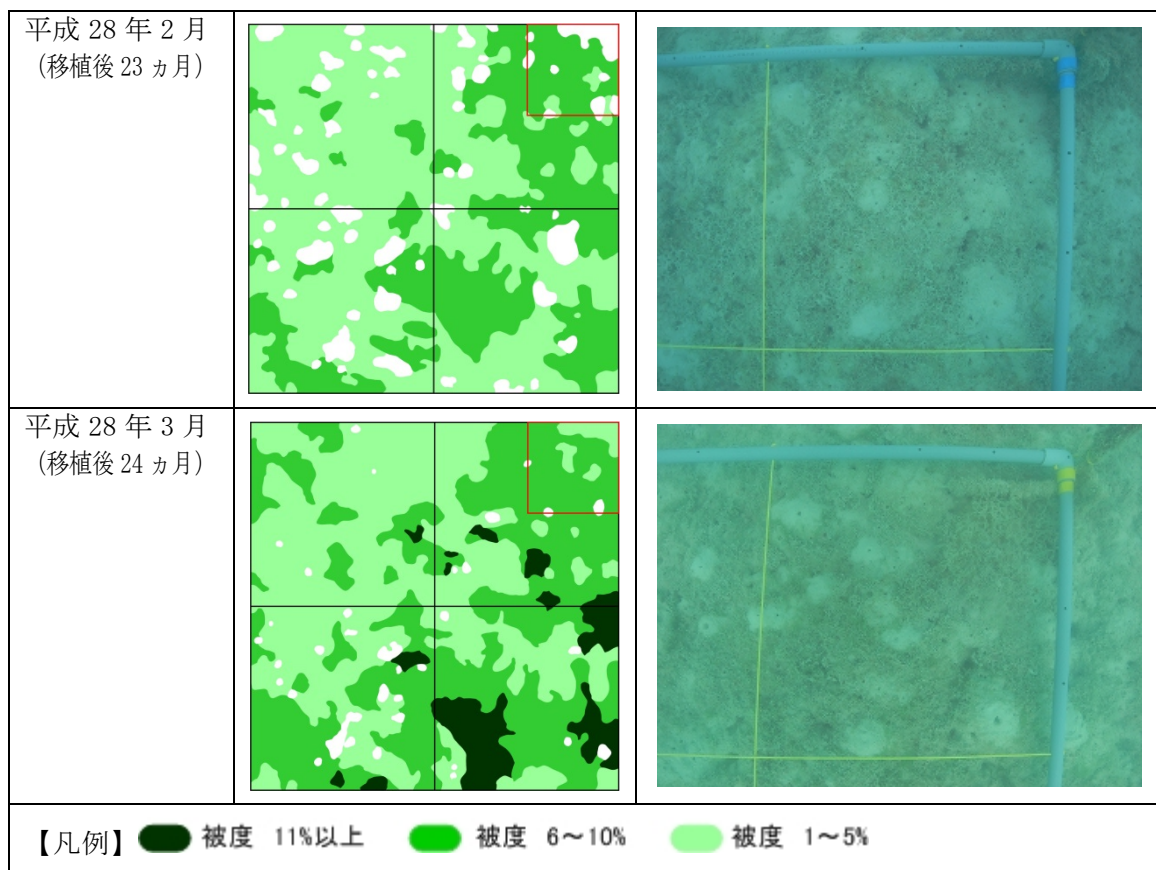 平成 28 年 2 月
（移植後 23 ヵ月）
平成 28 年 3 月
（移植後 24 ヵ月）
【凡例】 被度 11%以上 被度 6～10% 被度 1～5%